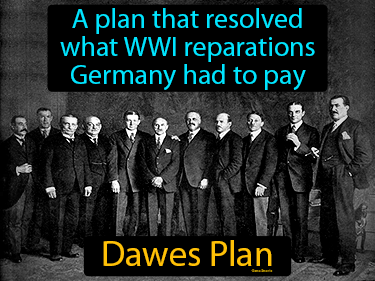 A plan that resolved
what WWI reparations
Germany had to pay
Dawes Plan